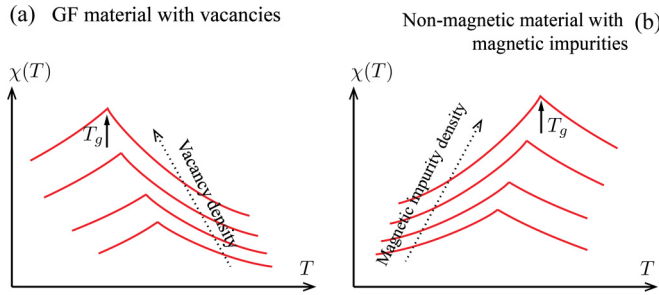 (a) GF material with vacancies
χ(T)
T_g
Vacancy density
T
Non-magnetic material with (b)
magnetic impurities
χ(T)
T_g
Magnetic impurity density
T